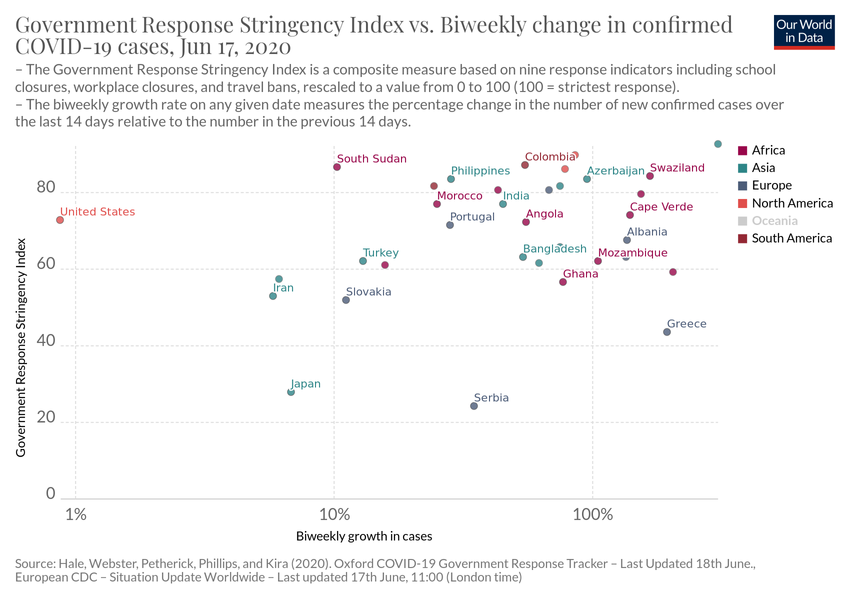 Government Response Stringency Index vs. Biweekly change in confirmed
COVID-19 cases, Jun 17, 2020
Our World
in Data
– The Government Response Stringency Index is a composite measure based on nine response indicators including school
closures, workplace closures, and travel bans, rescaled to a value from 0 to 100 (100 = strictest response).
– The biweekly growth rate on any given date measures the percentage change in the number of new confirmed cases over
the last 14 days relative to the number in the previous 14 days.
Government Response Stringency Index
80
60
40
20
0
1%
10%
100%
Biweekly growth in cases
South Sudan
Colombia
Philippines
Azerbaijan
Swaziland
Morocco
India
United States
Portugal
Angola
Cape Verde
Albania
Turkey
Bangladesh
Mozambique
Ghana
Iran
Slovakia
Greece
Japan
Serbia
Africa
Asia
Europe
North America
Oceania
South America
Source: Hale, Webster, Petherick, Phillips, and Kira (2020). Oxford COVID-19 Government Response Tracker – Last Updated 18th June.,
European CDC – Situation Update Worldwide – Last updated 17th June, 11:00 (London time)